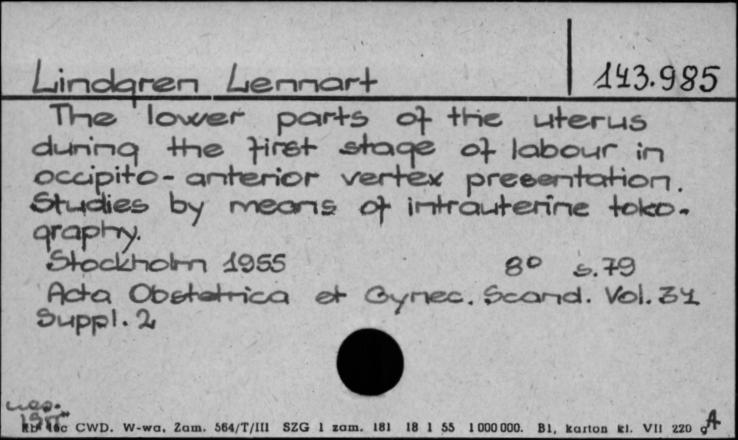 Lindgren Lennart 143.985
The lower parts of the uterus
during the first stage of labour in
occipito-anterior vertex presentation.
Studies by means of intrauterine toko-
graphy.
Stockholm 1955 8° s.79
Acta Obstetrica et Gynec. Scand. Vol. 34
Suppl. 2
CWD. W-wa, Zam. 564/T/III SZG 1 zam. 181 18 1 55 1 000 000. B1, karton kl. VII 220 g
A